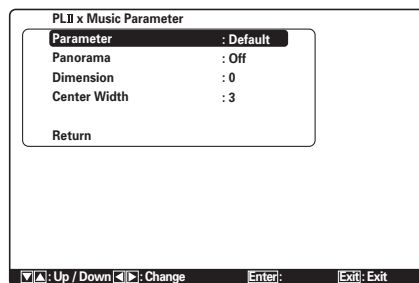 PLII x Music Parameter
Parameter : Default
Panorama : Off
Dimension : 0
Center Width : 3
Return
▼▲: Up / Down ◀▶: Change Enter: Exit: Exit